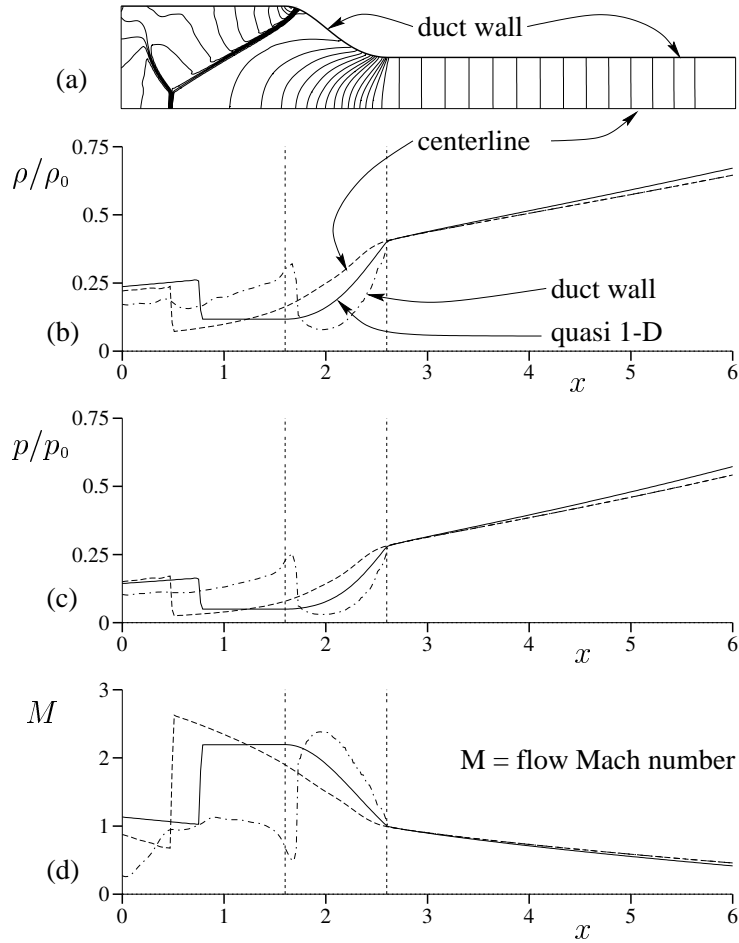 duct wall
(a)
centerline
0.75
ρ/ρ₀
0.5
0.25
duct wall
quasi 1-D
(b)
0
0 1 2 3 4 5 6
x
0.75
p/p₀
0.5
0.25
(c)
0
0 1 2 3 4 5 6
x
3
M
2
M = flow Mach number
1
(d)
0
0 1 2 3 4 5 6
x